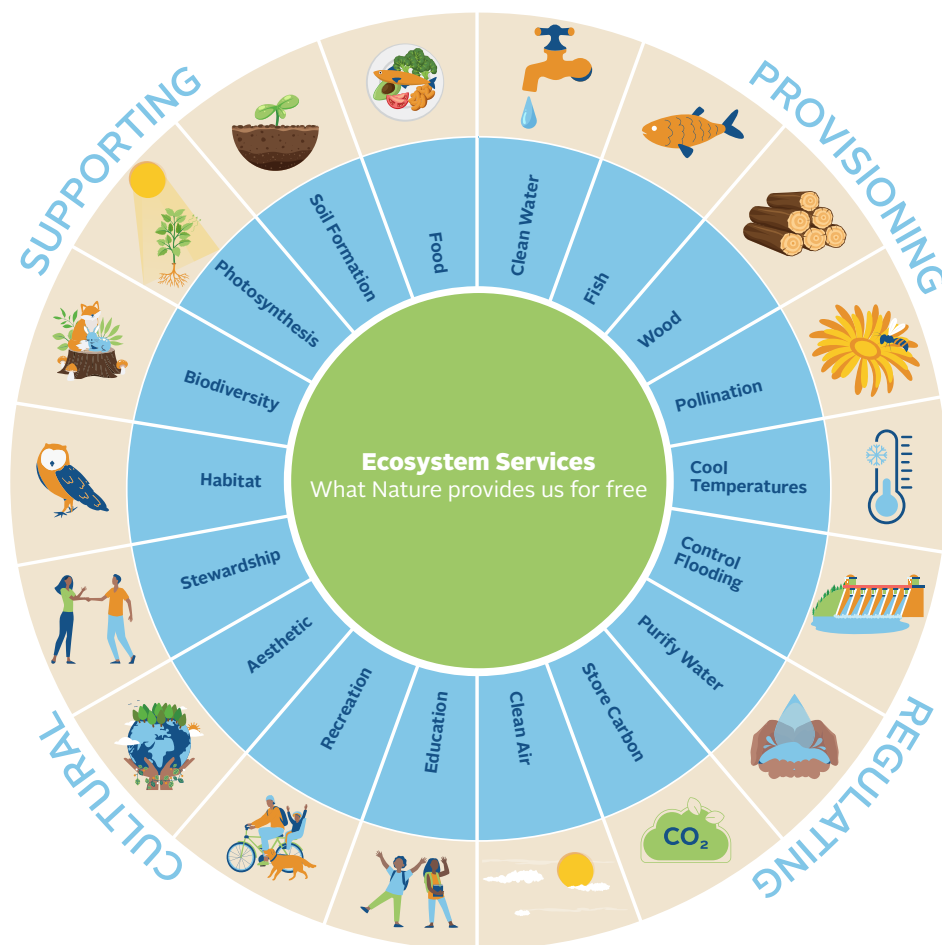 SUPPORTING
PROVISIONING
REGULATING
CULTURAL
Ecosystem Services
What Nature provides us for free
Clean Water
Fish
Wood
Pollination
Cool
Temperatures
Control
Flooding
Purify Water
Store Carbon
Clean Air
Education
Recreation
Aesthetic
Stewardship
Habitat
Biodiversity
Photosynthesis
Soil Formation
Food
CO₂